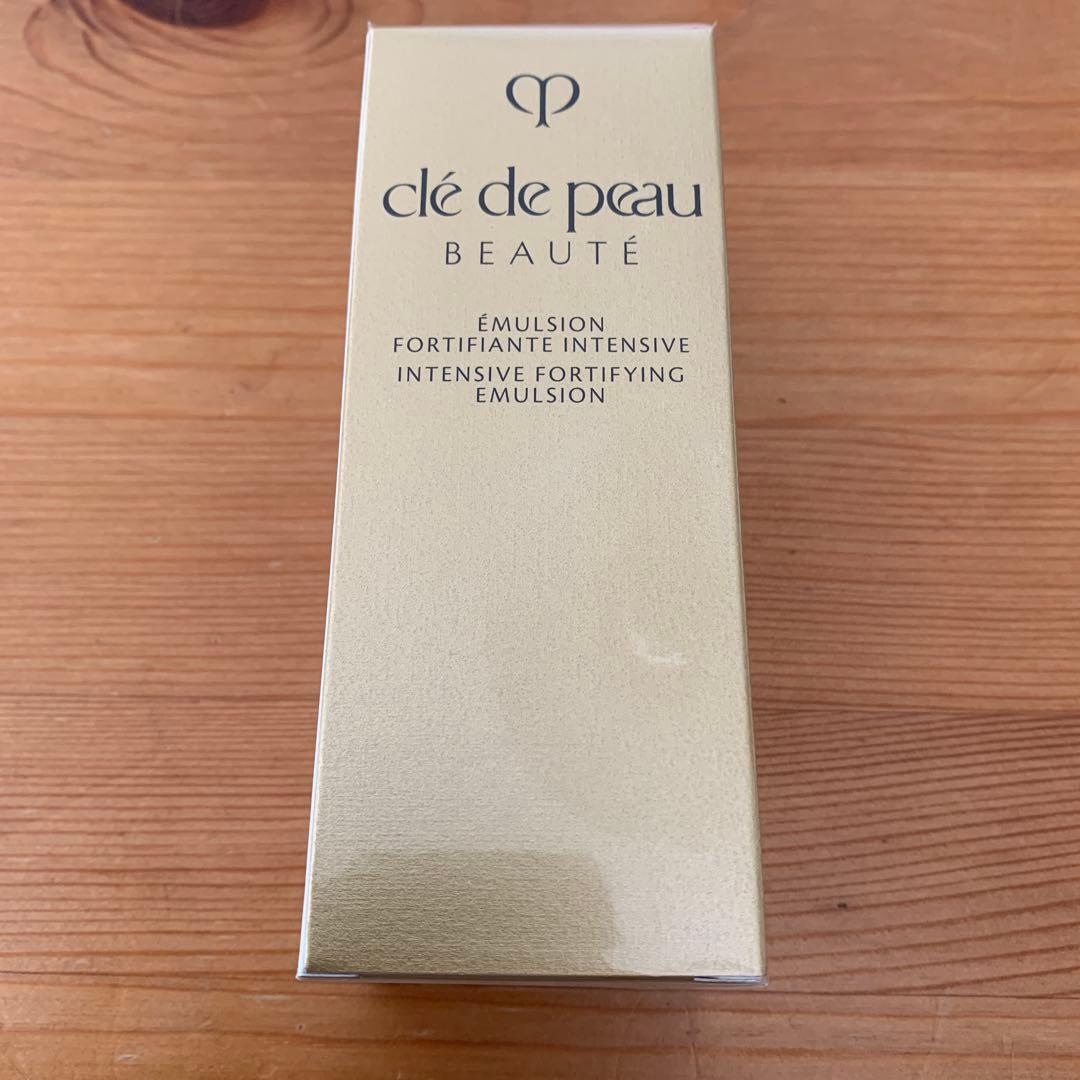 clé de peau
BEAUTÉ
ÉMULSION
FORTIFIANTE INTENSIVE
INTENSIVE FORTIFYING
EMULSION